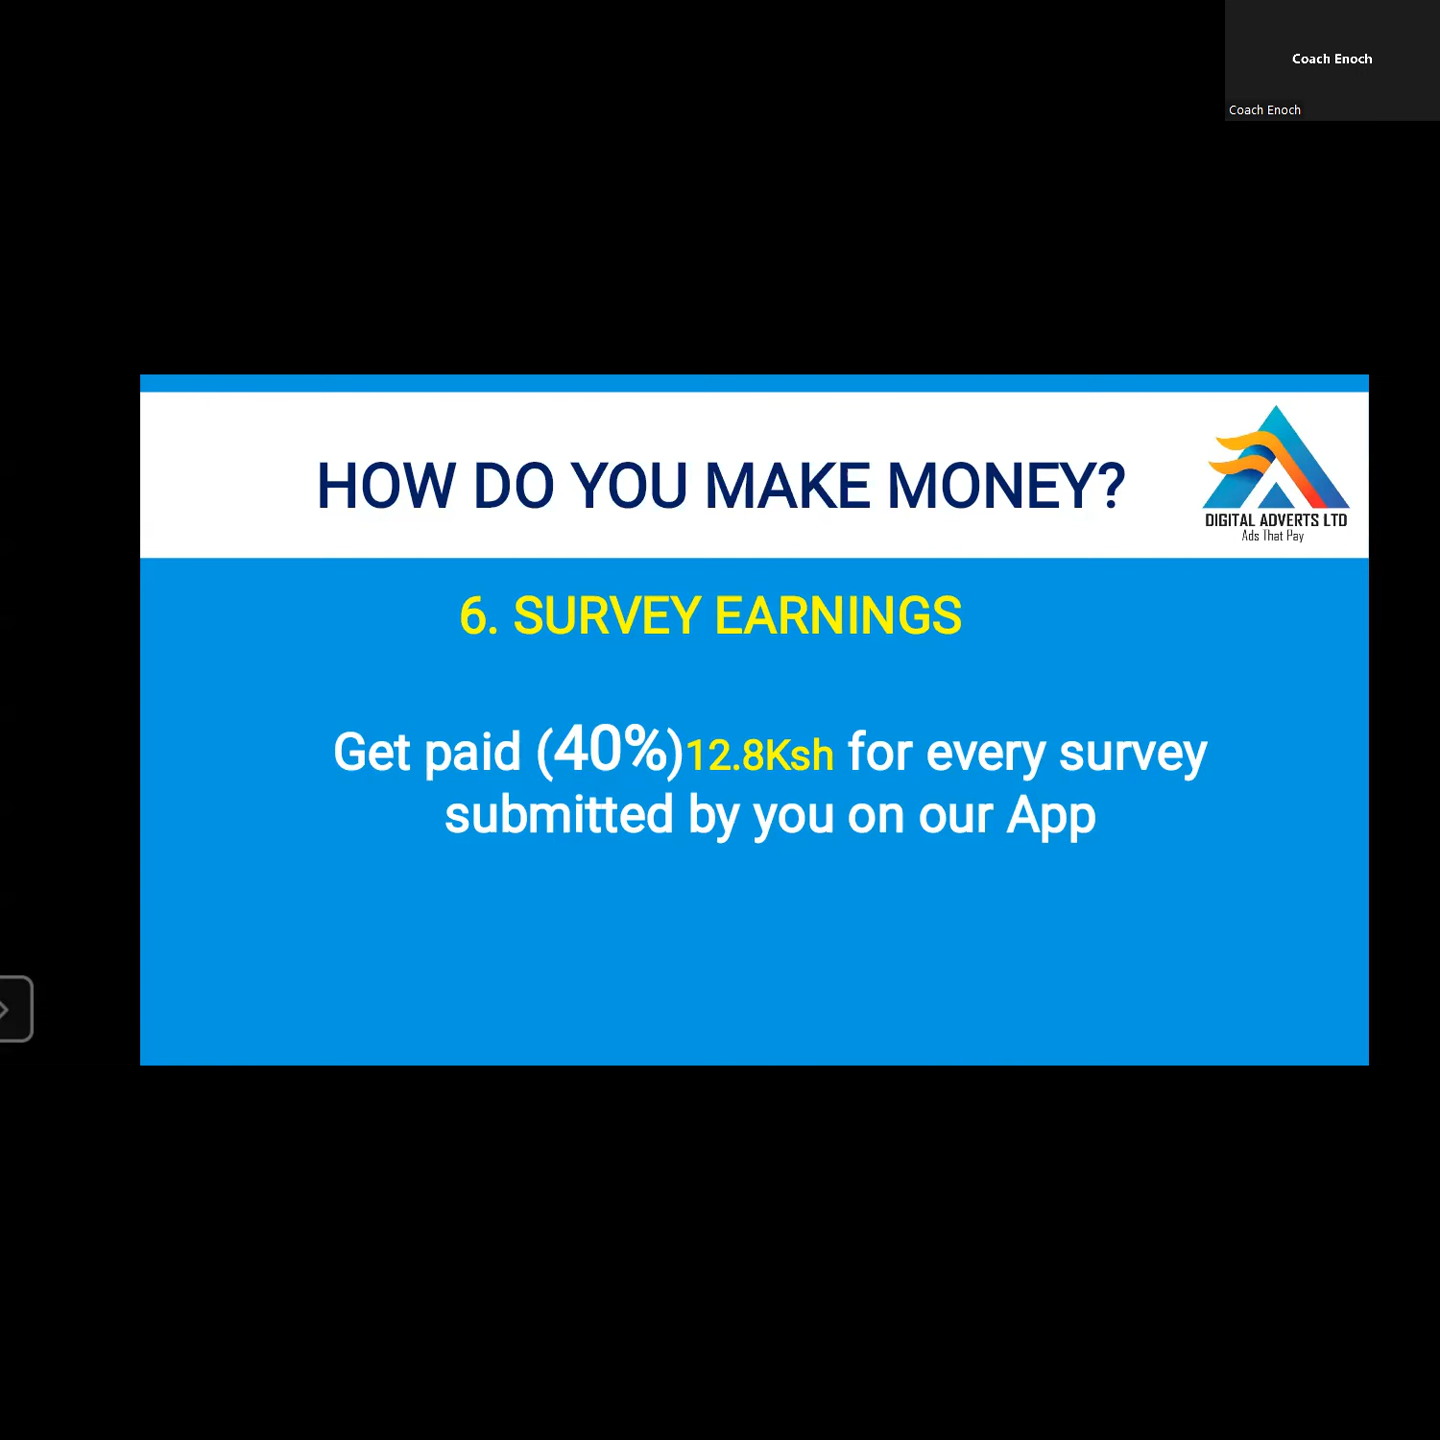 Coach Enoch
Coach Enoch
HOW DO YOU MAKE MONEY?
DIGITAL ADVERTS LTD
Ads That Pay
6. SURVEY EARNINGS
Get paid (40%)12.8Ksh for every survey
submitted by you on our App